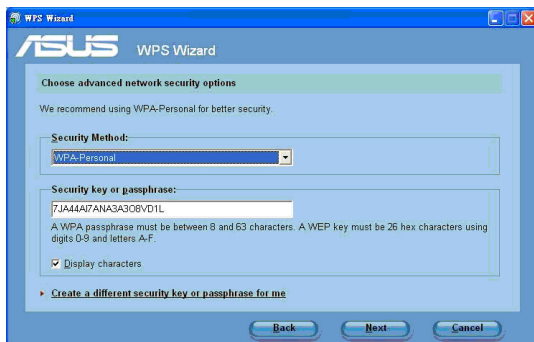 WPS Wizard
ASUS WPS Wizard
Choose advanced network security options
We recommend using WPA-Personal for better security.
Security Method:
WPA-Personal
Security key or passphrase:
7JA44AI7ANA3A3O8VD1L
A WPA passphrase must be between 8 and 63 characters. A WEP key must be 26 hex characters using
digits 0-9 and letters A-F.
Display characters
Create a different security key or passphrase for me
Back Next Cancel